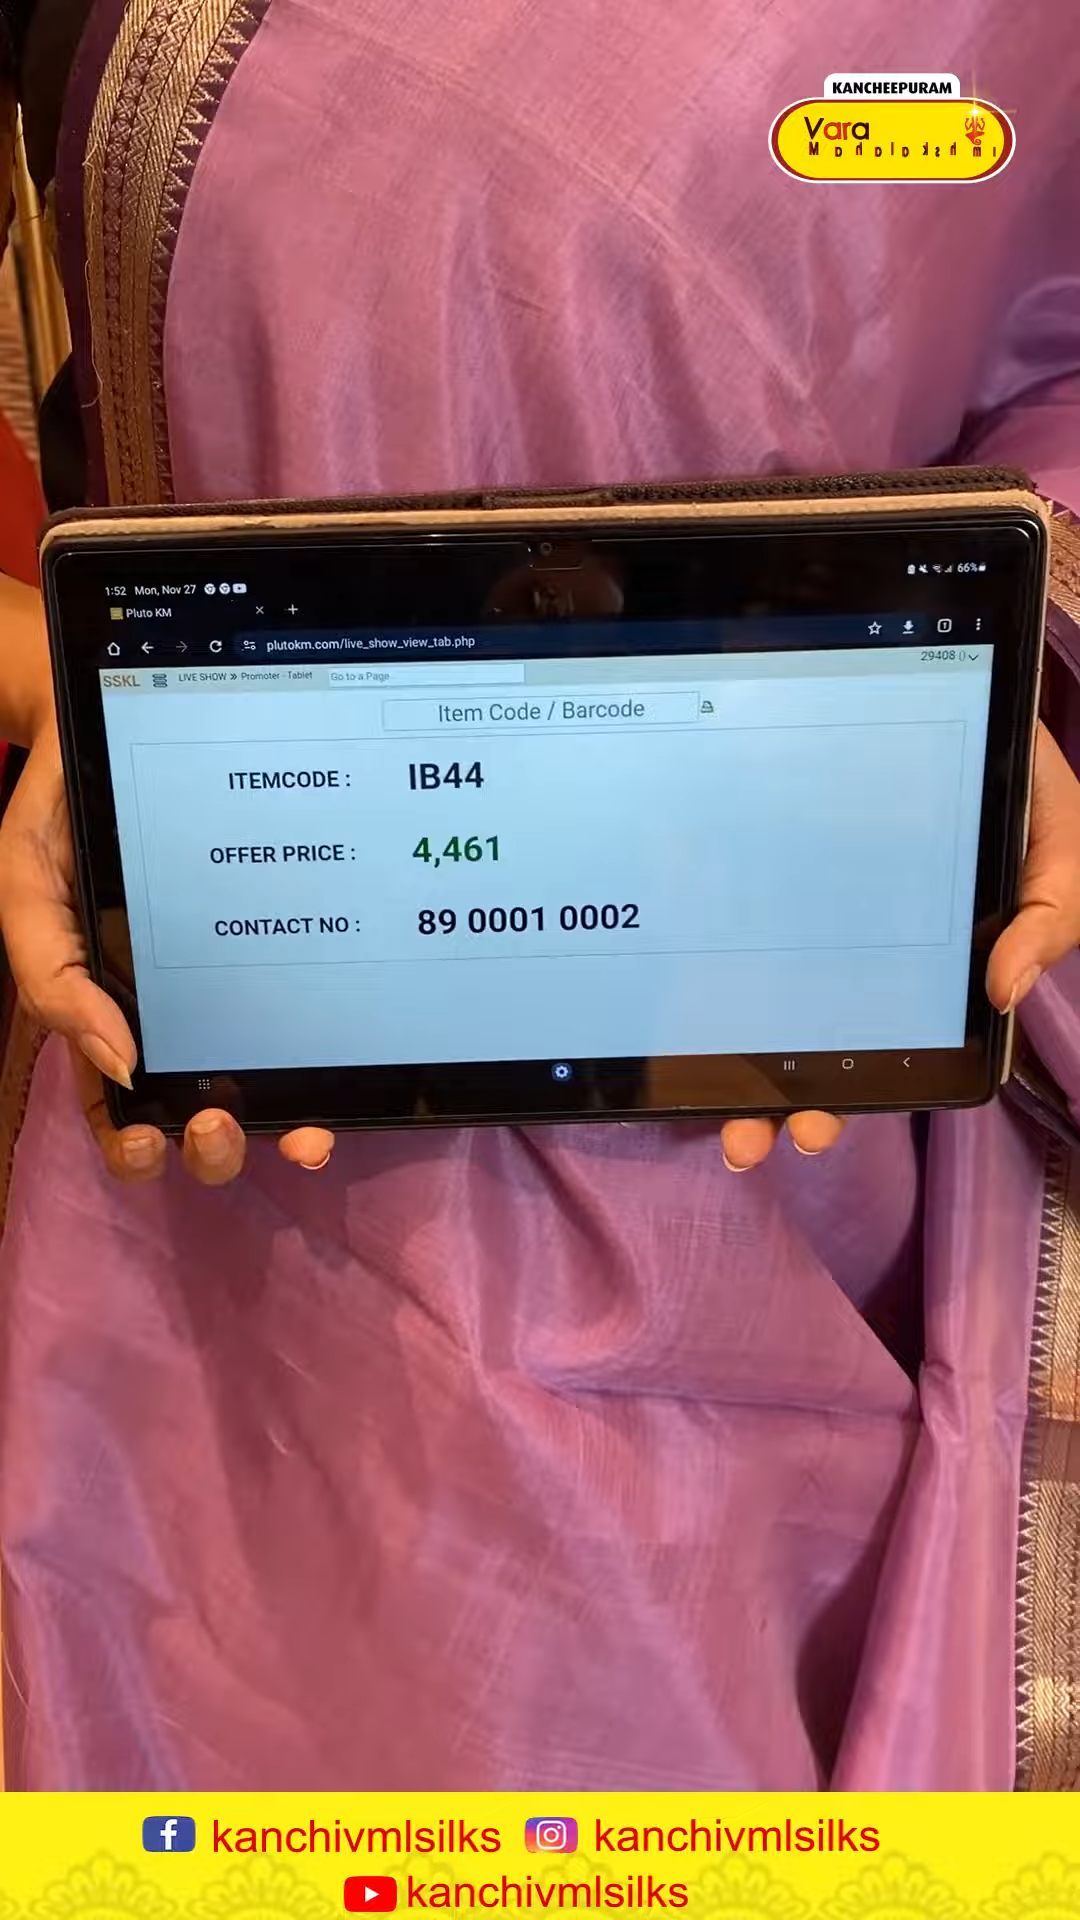 KANCHEEPURAM
Vara
1:52 Mon, Nov 27
66%
Pluto KM
plutokm.com/live_show_view_tab.php
29408 ()
SSKL LIVE SHOW » Promoter - Tablet Go to a Page
Item Code / Barcode
ITEMCODE : IB44
OFFER PRICE : 4,461
CONTACT NO : 89 0001 0002
kanchivmlsilks kanchivmlsilks
kanchivmlsilks